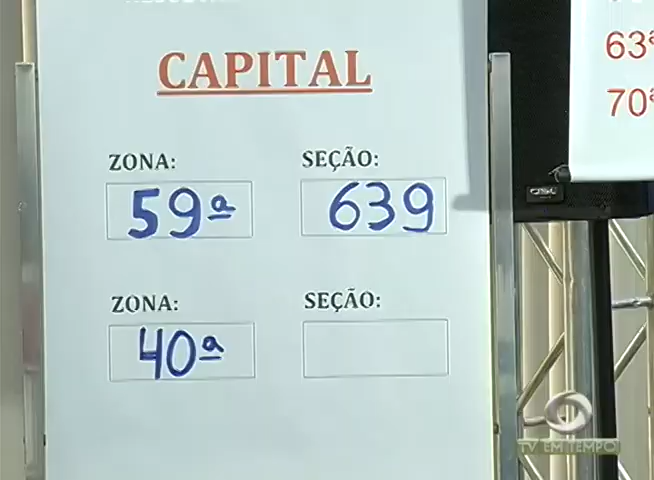 CAPITAL
ZONA: SEÇÃO:
59ª 639
ZONA: SEÇÃO:
40ª
63ª
70ª
TV EM TEMPO